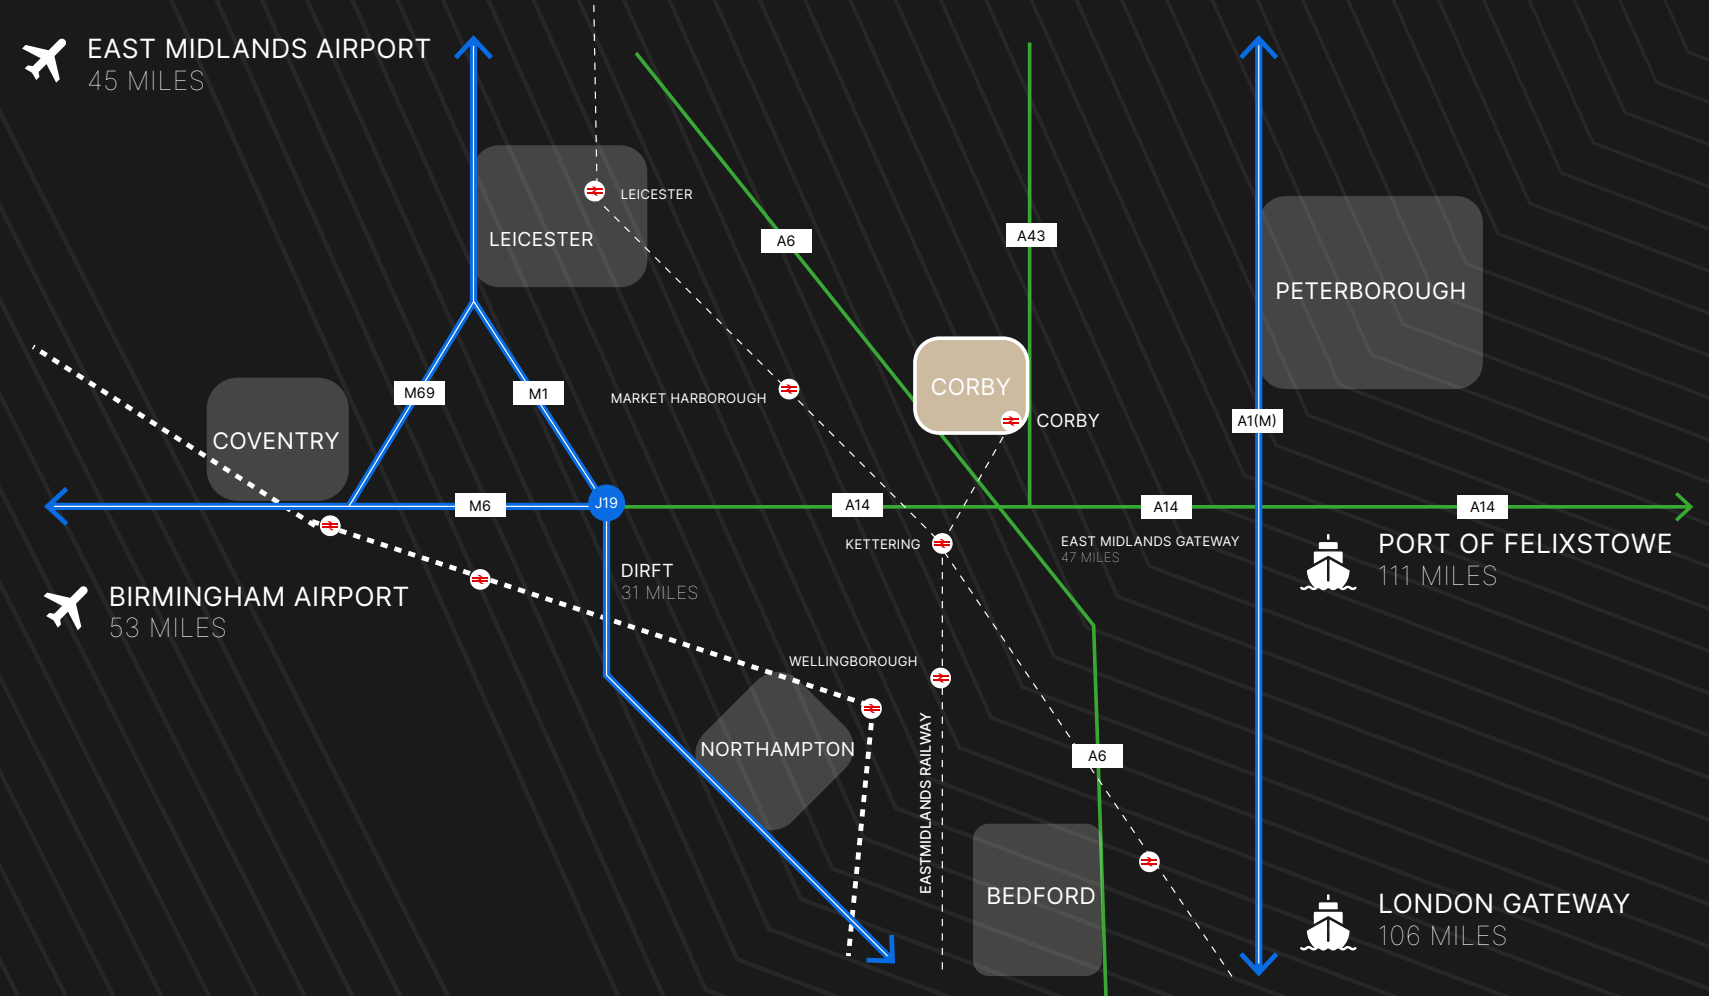 EAST MIDLANDS AIRPORT
45 MILES
LEICESTER
LEICESTER
A6
A43
PETERBOROUGH
M69
M1
MARKET HARBOROUGH
CORBY
CORBY
A1(M)
COVENTRY
M6
J19
A14
A14
A14
KETTERING
EAST MIDLANDS GATEWAY
47 MILES
PORT OF FELIXSTOWE
111 MILES
DIRFT
31 MILES
BIRMINGHAM AIRPORT
53 MILES
WELLINGBOROUGH
NORTHAMPTON
EASTMIDLANDS RAILWAY
A6
BEDFORD
LONDON GATEWAY
106 MILES